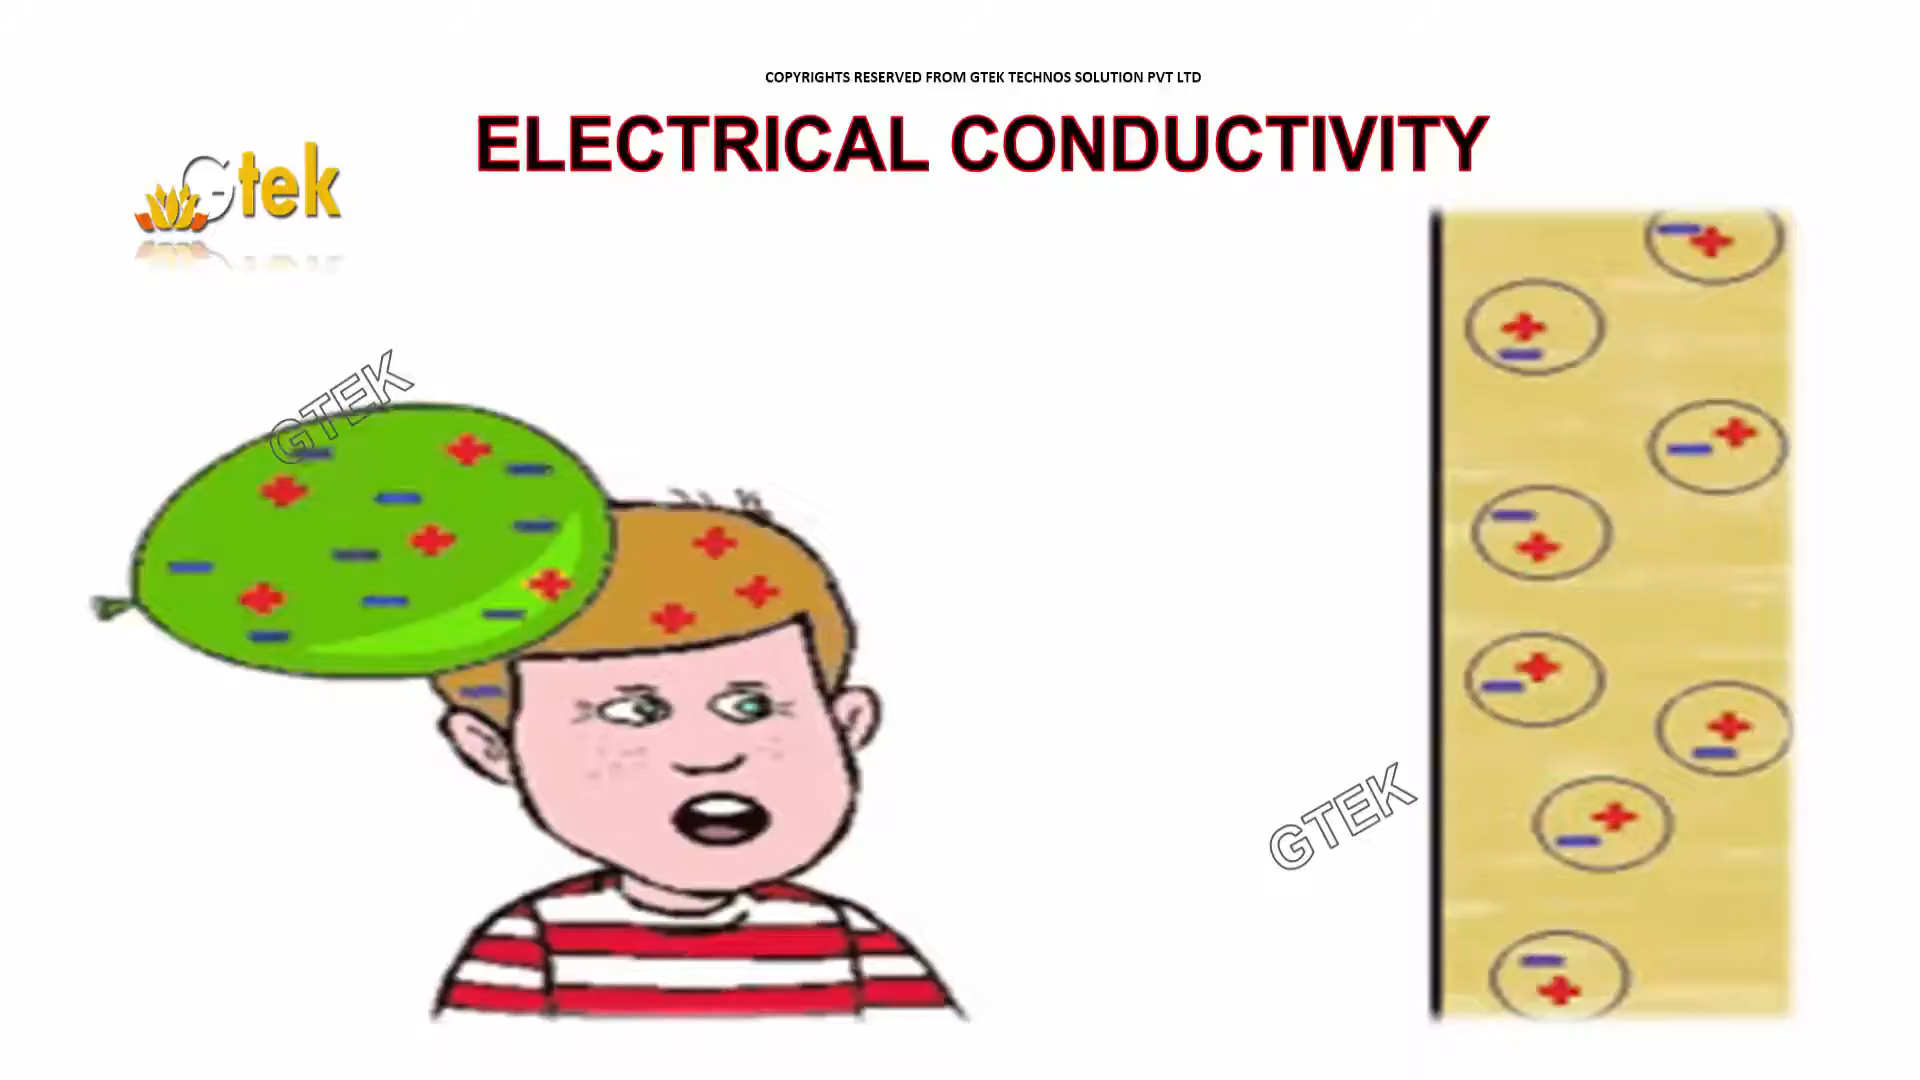 COPYRIGHTS RESERVED FROM GTEK TECHNOS SOLUTION PVT LTD
ELECTRICAL CONDUCTIVITY
Gtek
GTEK
GTEK